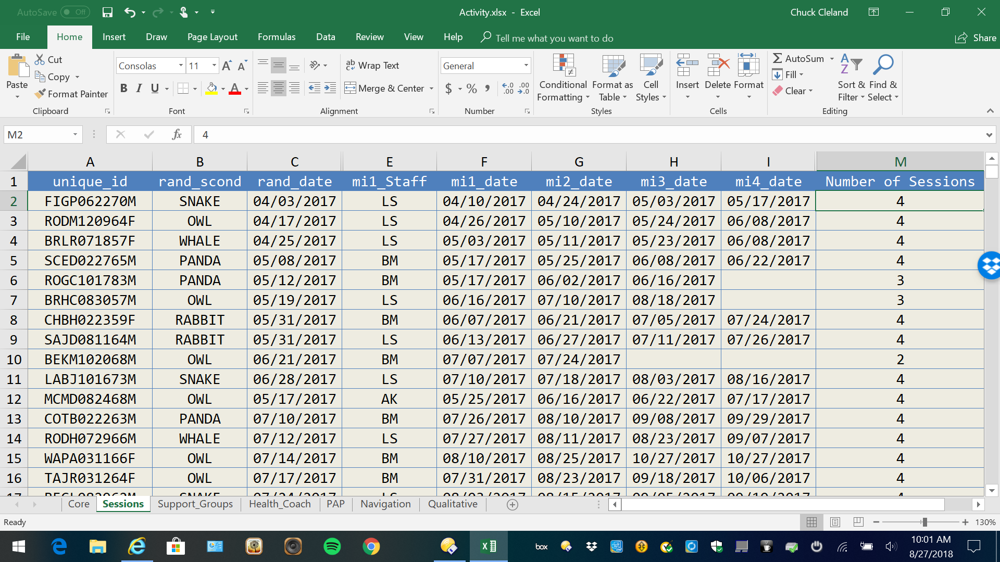 AutoSave Off Activity.xlsx - Excel Chuck Cleland
File Home Insert Draw Page Layout Formulas Data Review View Help Tell me what you want to do Share
Paste Cut Copy Format Painter Clipboard
Consolas 11 A A B I U A Font
ab Wrap Text Merge & Center Alignment
General $ % , ←.0 .00 .00 →.0 Number
Conditional Formatting Format as Table Cell Styles Styles
Insert Delete Format Cells
AutoSum Fill Clear Sort & Filter Find & Select Editing
M2 fx 4
A B C E F G H I M
1 unique_id rand_scond rand_date mi1_Staff mi1_date mi2_date mi3_date mi4_date Number of Sessions
2 FIGP062270M SNAKE 04/03/2017 LS 04/10/2017 04/24/2017 05/03/2017 05/17/2017 4
3 RODM120964F OWL 04/17/2017 LS 04/26/2017 05/10/2017 05/24/2017 06/08/2017 4
4 BRLR071857F WHALE 04/25/2017 LS 05/03/2017 05/11/2017 05/23/2017 06/08/2017 4
5 SCED022765M PANDA 05/08/2017 BM 05/17/2017 05/25/2017 06/08/2017 06/22/2017 4
6 ROGC101783M PANDA 05/12/2017 BM 05/17/2017 06/02/2017 06/16/2017 3
7 BRHC083057M OWL 05/19/2017 LS 06/16/2017 07/10/2017 08/18/2017 3
8 CHBH022359F RABBIT 05/31/2017 BM 06/07/2017 06/21/2017 07/05/2017 07/24/2017 4
9 SAJD081164M RABBIT 05/31/2017 LS 06/13/2017 06/27/2017 07/11/2017 07/26/2017 4
10 BEKM102068M OWL 06/21/2017 BM 07/07/2017 07/24/2017 2
11 LABJ101673M SNAKE 06/28/2017 LS 07/10/2017 07/18/2017 08/03/2017 08/16/2017 4
12 MCMD082468M OWL 05/17/2017 AK 05/25/2017 06/16/2017 06/22/2017 07/17/2017 4
13 COTB022263M PANDA 07/10/2017 BM 07/26/2017 08/10/2017 09/08/2017 09/29/2017 4
14 RODH072966M WHALE 07/12/2017 LS 07/27/2017 08/11/2017 08/23/2017 09/07/2017 4
15 WAPA031166F OWL 07/14/2017 BM 08/10/2017 08/25/2017 10/27/2017 10/27/2017 4
16 TAJR031264F OWL 07/17/2017 BM 07/31/2017 08/23/2017 09/18/2017 10/06/2017 4
Core Sessions Support_Groups Health_Coach PAP Navigation Qualitative
Ready 130%
box 10:01 AM
8/27/2018